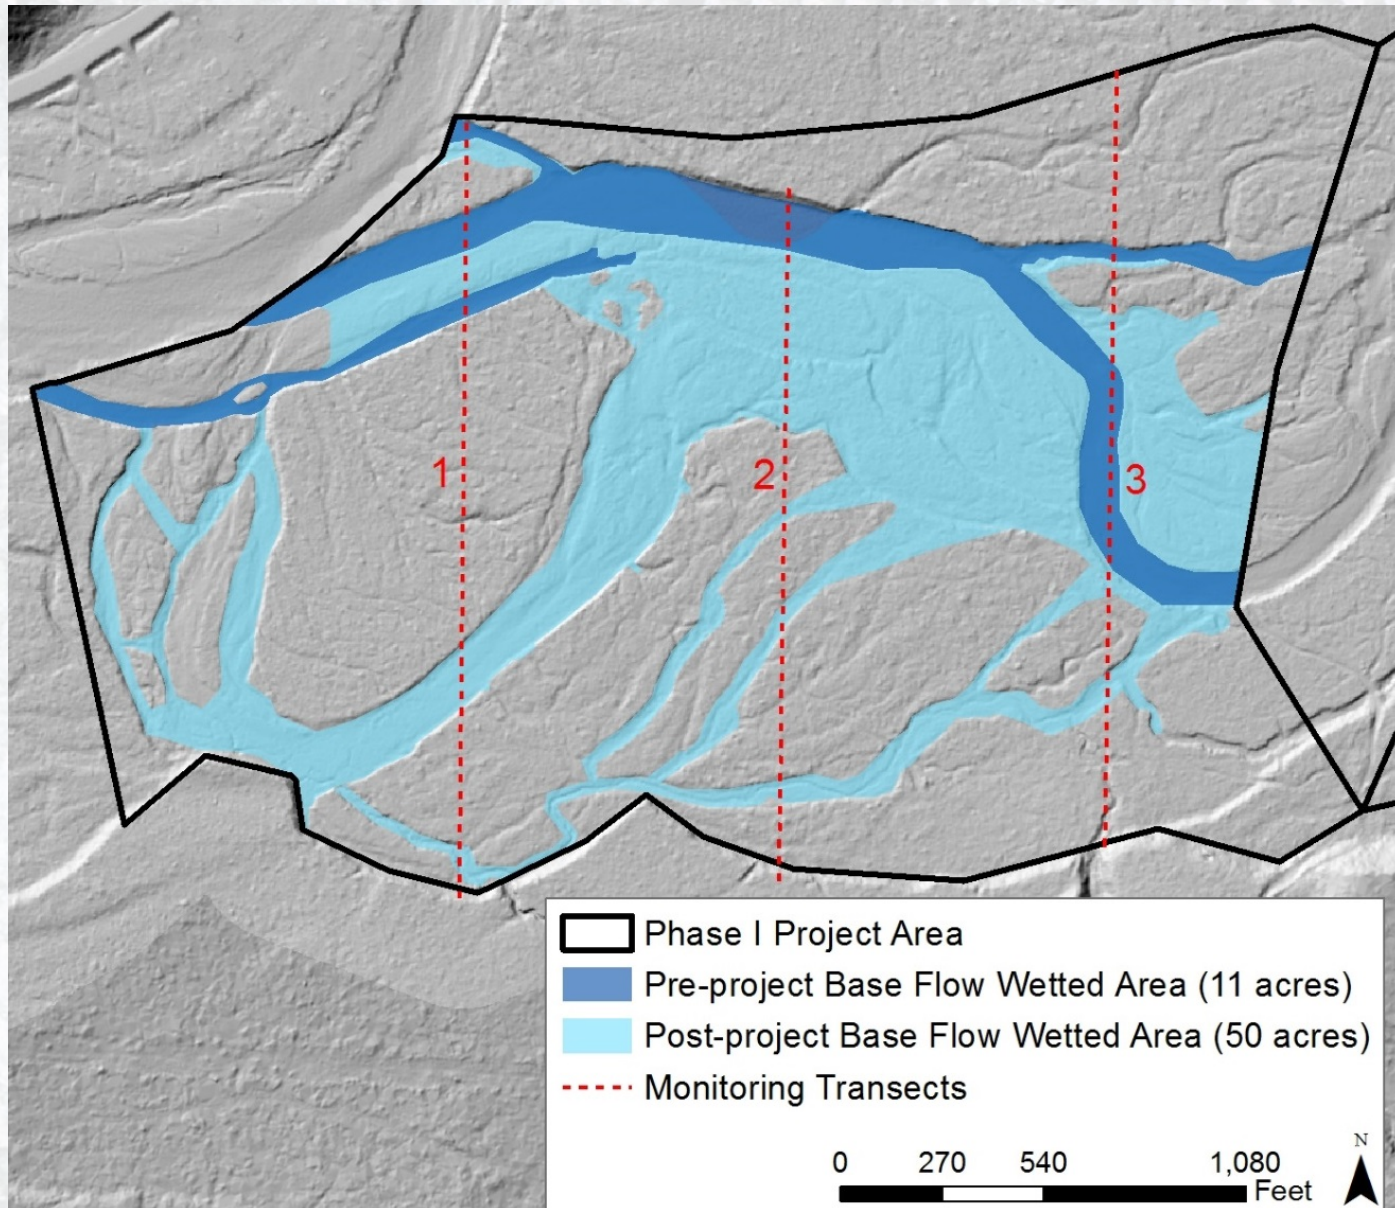 1
2
3
Phase I Project Area
Pre-project Base Flow Wetted Area (11 acres)
Post-project Base Flow Wetted Area (50 acres)
Monitoring Transects
N
0 270 540 1,080
Feet